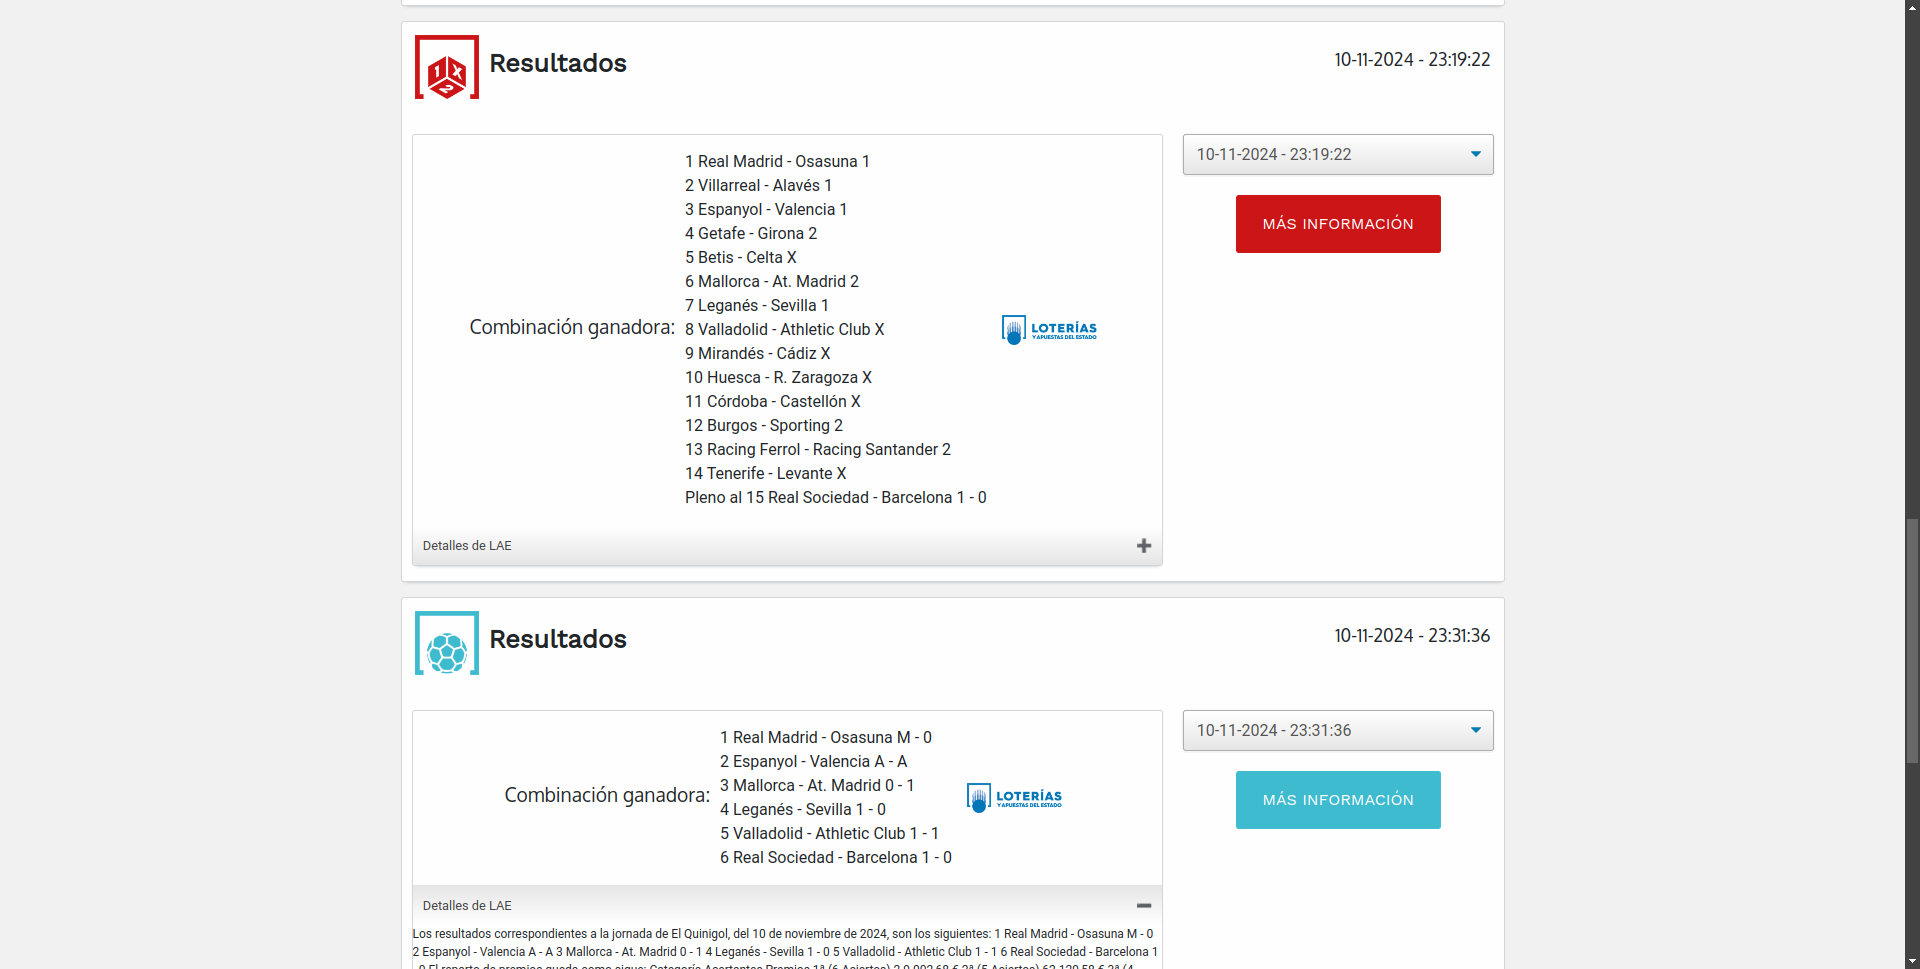 Resultados
10-11-2024 - 23:19:22
Combinación ganadora:
1 Real Madrid - Osasuna 1
2 Villarreal - Alavés 1
3 Espanyol - Valencia 1
4 Getafe - Girona 2
5 Betis - Celta X
6 Mallorca - At. Madrid 2
7 Leganés - Sevilla 1
8 Valladolid - Athletic Club X
9 Mirandés - Cádiz X
10 Huesca - R. Zaragoza X
11 Córdoba - Castellón X
12 Burgos - Sporting 2
13 Racing Ferrol - Racing Santander 2
14 Tenerife - Levante X
Pleno al 15 Real Sociedad - Barcelona 1 - 0
LOTERÍAS
Y APUESTAS DEL ESTADO
10-11-2024 - 23:19:22
MÁS INFORMACIÓN
Detalles de LAE
Resultados
10-11-2024 - 23:31:36
Combinación ganadora:
1 Real Madrid - Osasuna M - 0
2 Espanyol - Valencia A - A
3 Mallorca - At. Madrid 0 - 1
4 Leganés - Sevilla 1 - 0
5 Valladolid - Athletic Club 1 - 1
6 Real Sociedad - Barcelona 1 - 0
LOTERÍAS
Y APUESTAS DEL ESTADO
10-11-2024 - 23:31:36
MÁS INFORMACIÓN
Detalles de LAE
Los resultados correspondientes a la jornada de El Quinigol, del 10 de noviembre de 2024, son los siguientes: 1 Real Madrid - Osasuna M - 0
2 Espanyol - Valencia A - A 3 Mallorca - At. Madrid 0 - 1 4 Leganés - Sevilla 1 - 0 5 Valladolid - Athletic Club 1 - 1 6 Real Sociedad - Barcelona 1